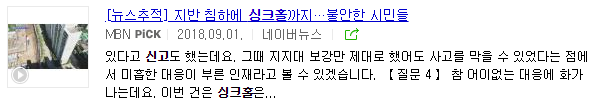 [뉴스추적] 지반 침하에 싱크홀까지…불안한 시민들
MBN PiCK | 2018.09.01. | 네이버뉴스 |
있다고 신고도 했는데요. 그때 지지대 보강만 제대로 했어도 사고를 막을 수 있었다는 점에
서 미흡한 대응이 부른 인재라고 볼 수 있겠습니다. 【 질문 4 】 참 어이없는 대응에 화가
나는데요. 이번 건은 싱크홀은...